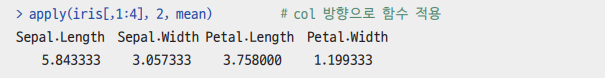 > apply(iris[,1:4], 2, mean)         # col 방향으로 함수 적용
Sepal.Length  Sepal.Width Petal.Length  Petal.Width
    5.843333     3.057333     3.758000     1.199333